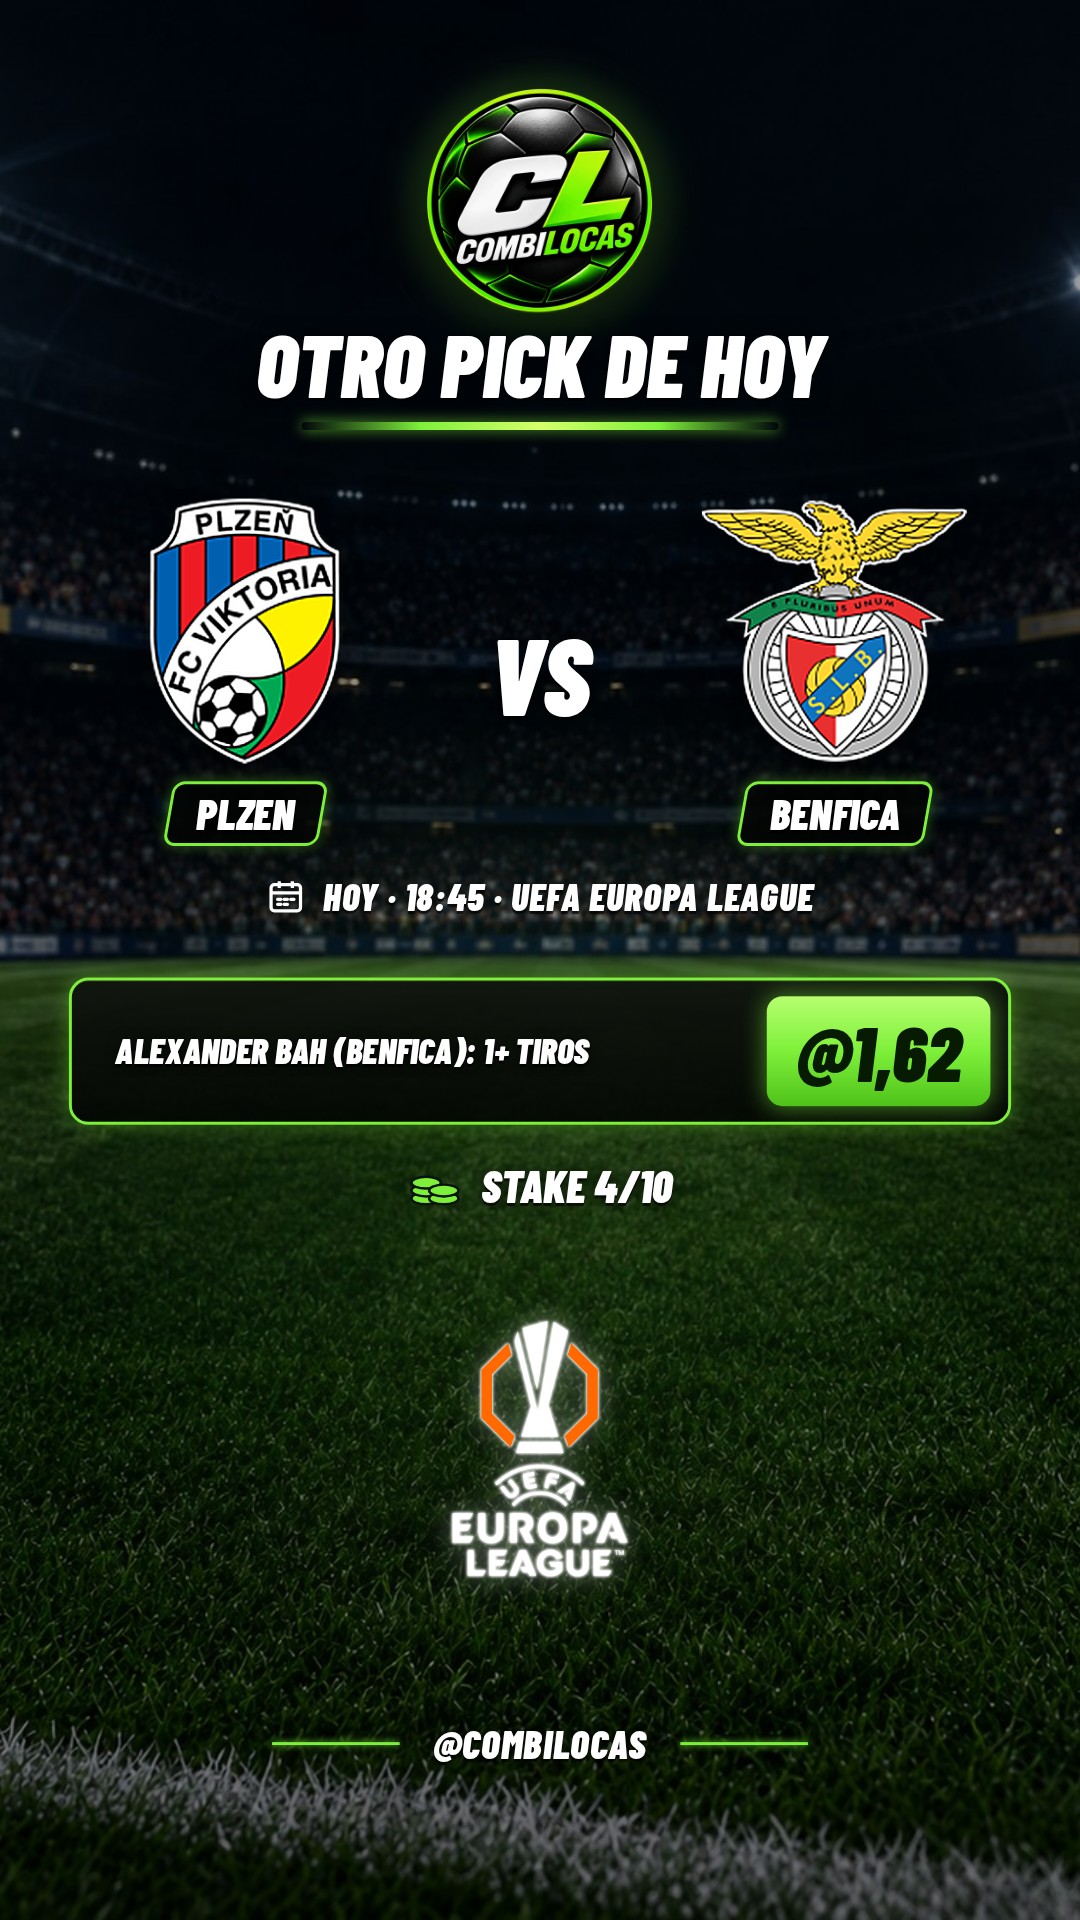 CL
COMBILOCAS
OTRO PICK DE HOY
PLZEŇ
FC VIKTORIA
E PLURIBUS UNUM
S.L.B.
VS
PLZEN
BENFICA
HOY · 18:45 · UEFA EUROPA LEAGUE
ALEXANDER BAH (BENFICA): 1+ TIROS
@1,62
STAKE 4/10
UEFA
EUROPA
LEAGUE™
@COMBILOCAS